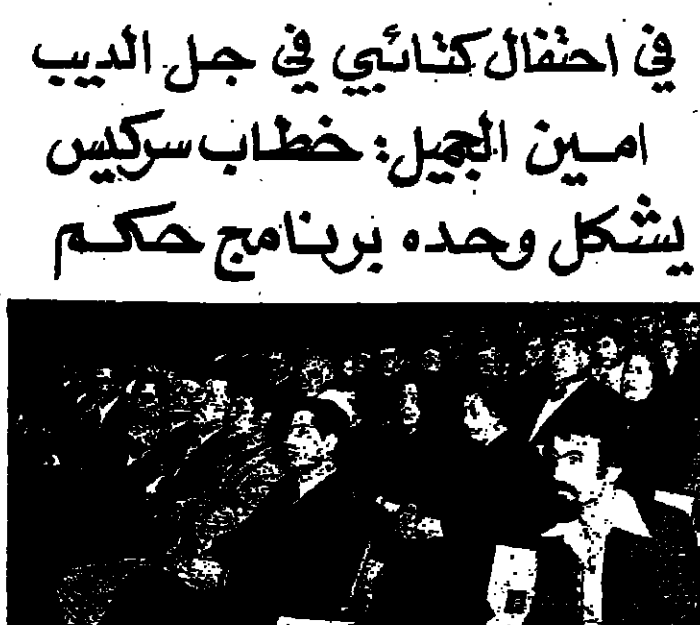 في احتفال كتائبي في جل الديب
امين الجميل: خطاب سركيس
يشكل وحده برنامج حكم